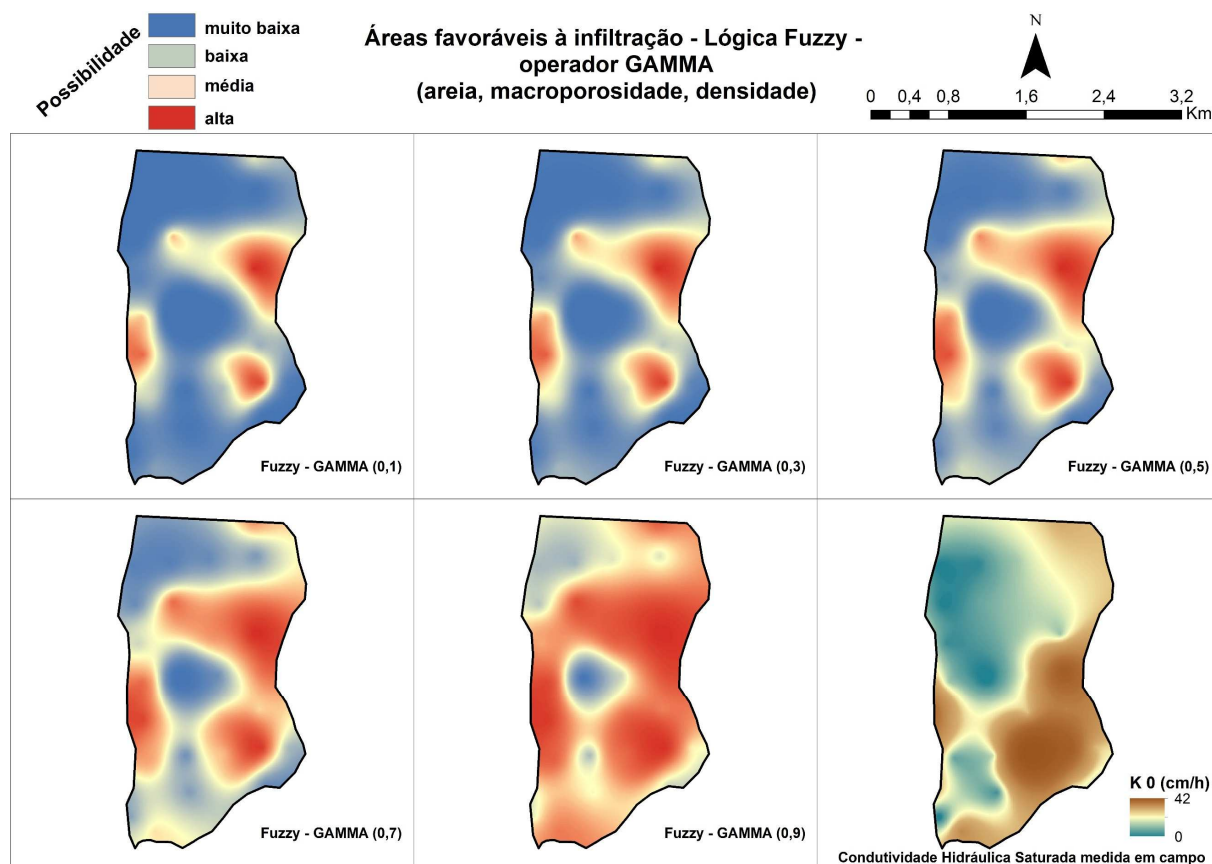 Possibilidade
muito baixa
baixa
média
alta
Áreas favoráveis à infiltração - Lógica Fuzzy -
operador GAMMA
(areia, macroporosidade, densidade)
N
0 0,4 0,8 1,6 2,4 3,2
Km
Fuzzy - GAMMA (0,1)
Fuzzy - GAMMA (0,3)
Fuzzy - GAMMA (0,5)
Fuzzy - GAMMA (0,7)
Fuzzy - GAMMA (0,9)
K 0 (cm/h)
42
0
Condutividade Hidráulica Saturada medida em campo